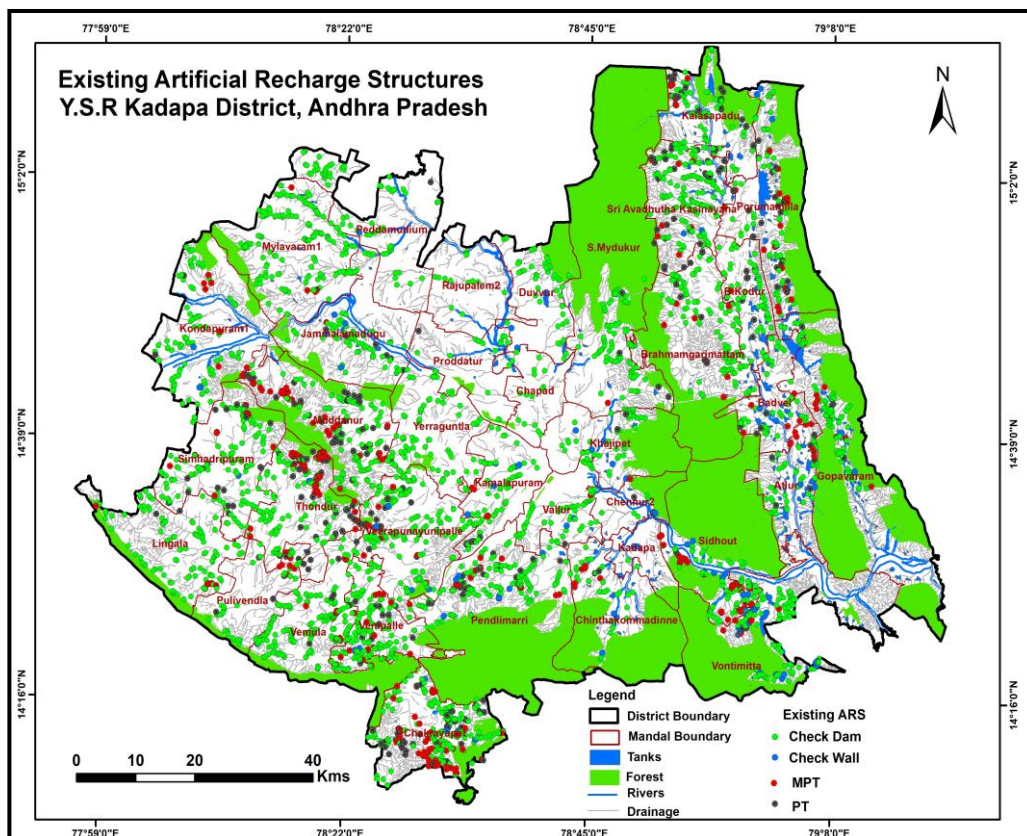 77°59'0"E 78°22'0"E 78°45'0"E 79°8'0"E
Existing Artificial Recharge Structures
Y.S.R Kadapa District, Andhra Pradesh
N
15°2'0"N
15°2'0"N
14°39'0"N
14°39'0"N
14°16'0"N
14°16'0"N
Kalasapadu
Sri Avadhutha Kasinayana
Porumamilla
Peddamudium
Mylavaram1
S.Mydukur
Rajupalem2
Duvvur
B.Kodur
Kondapuram1
Jammalamadugu
Proddatur
Brahmamgarimattam
Chapad
Badvel
Muddanur
Yerraguntla
Khajipet
Simhadripuram
Kamalapuram
Gopavaram
Atlur
Thondur
Veerapunayunipalle
Vallur
Chennur2
Lingala
Kadapa
Sidhout
Pulivendla
Vemula
Vempalle
Pendlimarri
Chinthakommadinne
Vontimitta
Chakrayapet
Legend
District Boundary
Mandal Boundary
Tanks
Forest
Rivers
Drainage
Existing ARS
Check Dam
Check Wall
MPT
PT
0 10 20 40
Kms
77°59'0"E 78°22'0"E 78°45'0"E 79°8'0"E